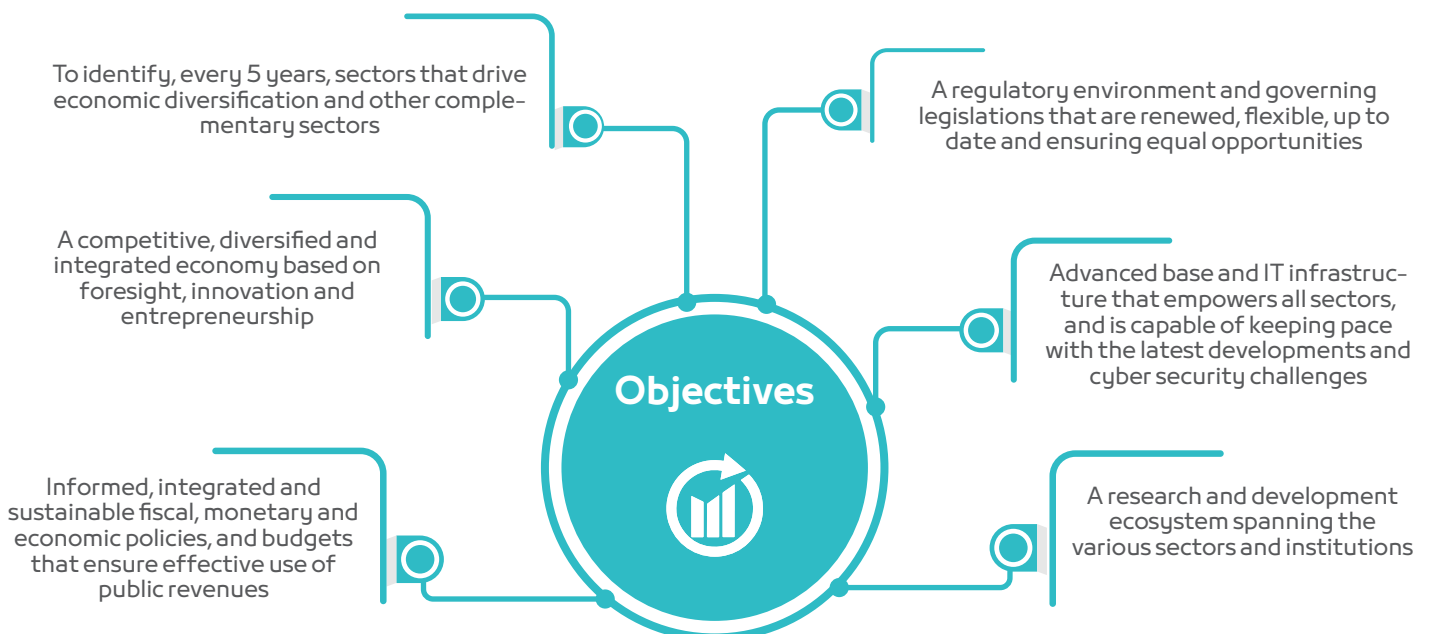 To identify, every 5 years, sectors that drive
economic diversification and other comple-
mentary sectors
A regulatory environment and governing
legislations that are renewed, flexible, up to
date and ensuring equal opportunities
A competitive, diversified and
integrated economy based on
foresight, innovation and
entrepreneurship
Advanced base and IT infrastruc-
ture that empowers all sectors,
and is capable of keeping pace
with the latest developments and
cyber security challenges
Objectives
Informed, integrated and
sustainable fiscal, monetary and
economic policies, and budgets
that ensure effective use of
public revenues
A research and development
ecosystem spanning the
various sectors and institutions